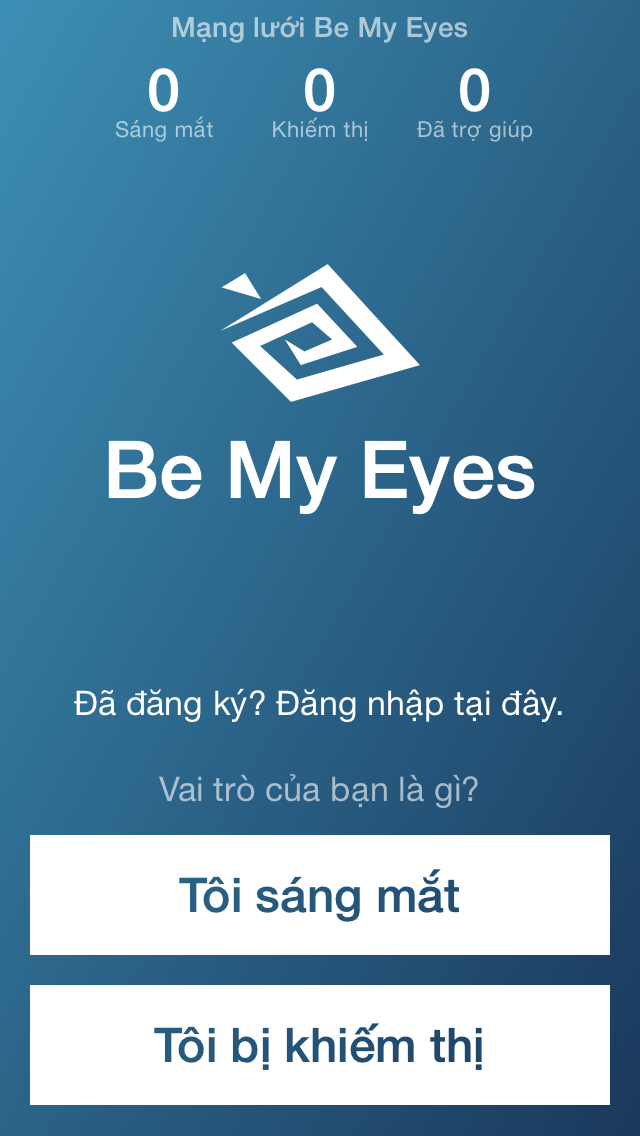 Mạng lưới Be My Eyes
0 0 0
Sáng mắt Khiếm thị Đã trợ giúp
Be My Eyes
Đã đăng ký? Đăng nhập tại đây.
Vai trò của bạn là gì?
Tôi sáng mắt
Tôi bị khiếm thị